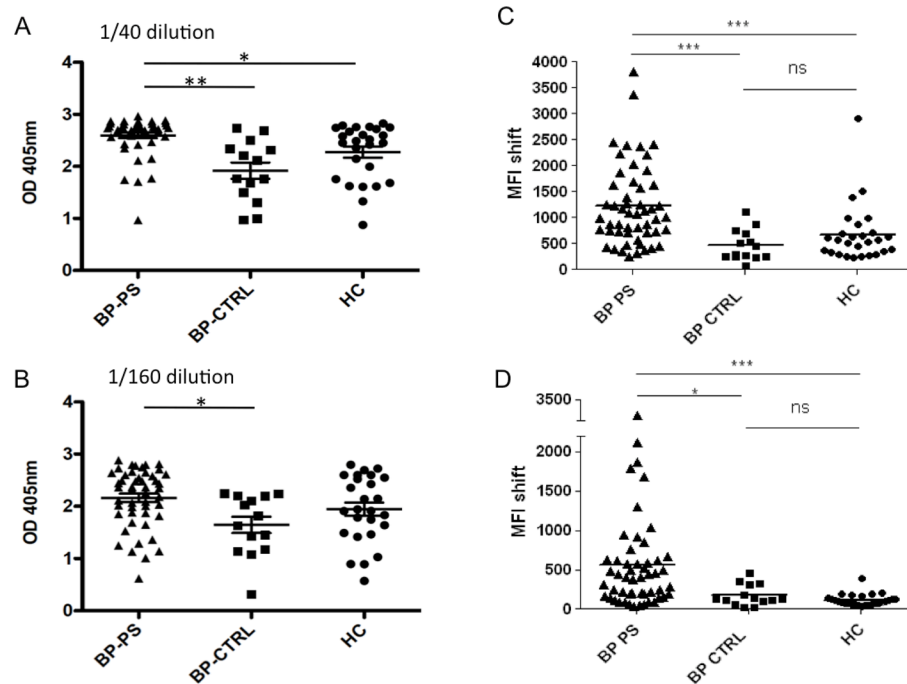 A
1/40 dilution
*
**
4
3
2
1
0
OD 405nm
BP-PS
BP-CTRL
HC
B
1/160 dilution
*
4
3
2
1
0
OD 405nm
BP-PS
BP-CTRL
HC
C
***
***
ns
4000
3500
3000
2500
2000
1500
1000
500
0
MFI shift
BP PS
BP CTRL
HC
D
***
*
ns
3500
2000
1500
1000
500
0
MFI shift
BP PS
BP CTRL
HC